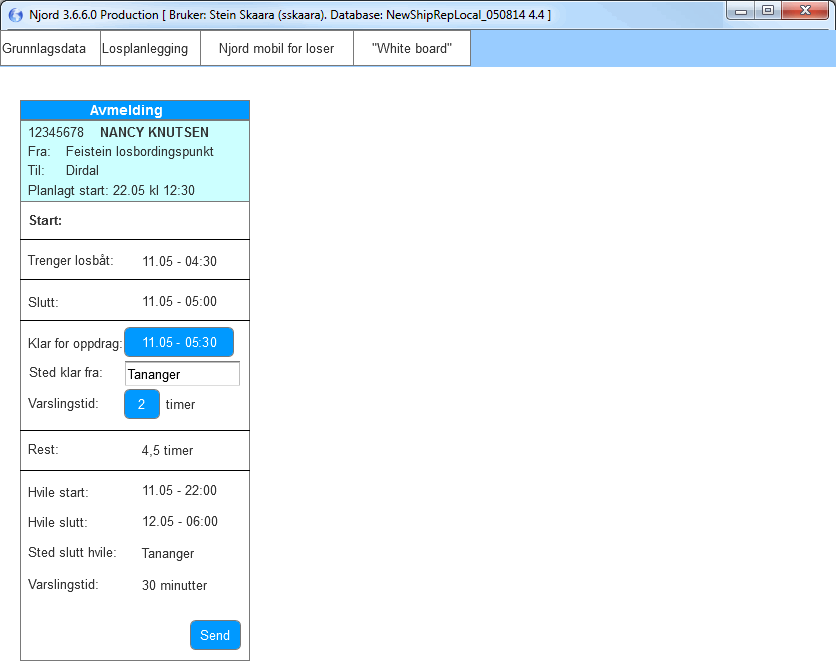 Njord 3.6.6.0 Production [ Bruker: Stein Skaara (sskaara). Database: NewShipRepLocal_050814 4.4 ]
Grunnlagsdata Losplanlegging Njord mobil for loser "White board"
Avmelding
12345678 NANCY KNUTSEN
Fra: Feistein losbordingspunkt
Til: Dirdal
Planlagt start: 22.05 kl 12:30
Start:
Trenger losbåt: 11.05 - 04:30
Slutt: 11.05 - 05:00
Klar for oppdrag: 11.05 - 05:30
Sted klar fra: Tananger
Varslingstid: 2 timer
Rest: 4,5 timer
Hvile start: 11.05 - 22:00
Hvile slutt: 12.05 - 06:00
Sted slutt hvile: Tananger
Varslingstid: 30 minutter
Send